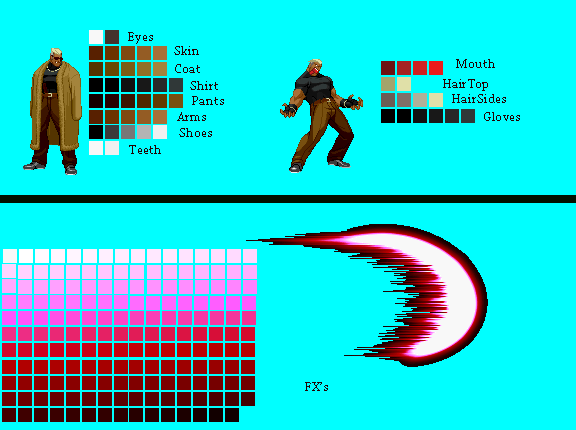 Eyes
Skin
Coat
Shirt
Pants
Arms
Shoes
Teeth
Mouth
HairTop
HairSides
Gloves
FX's